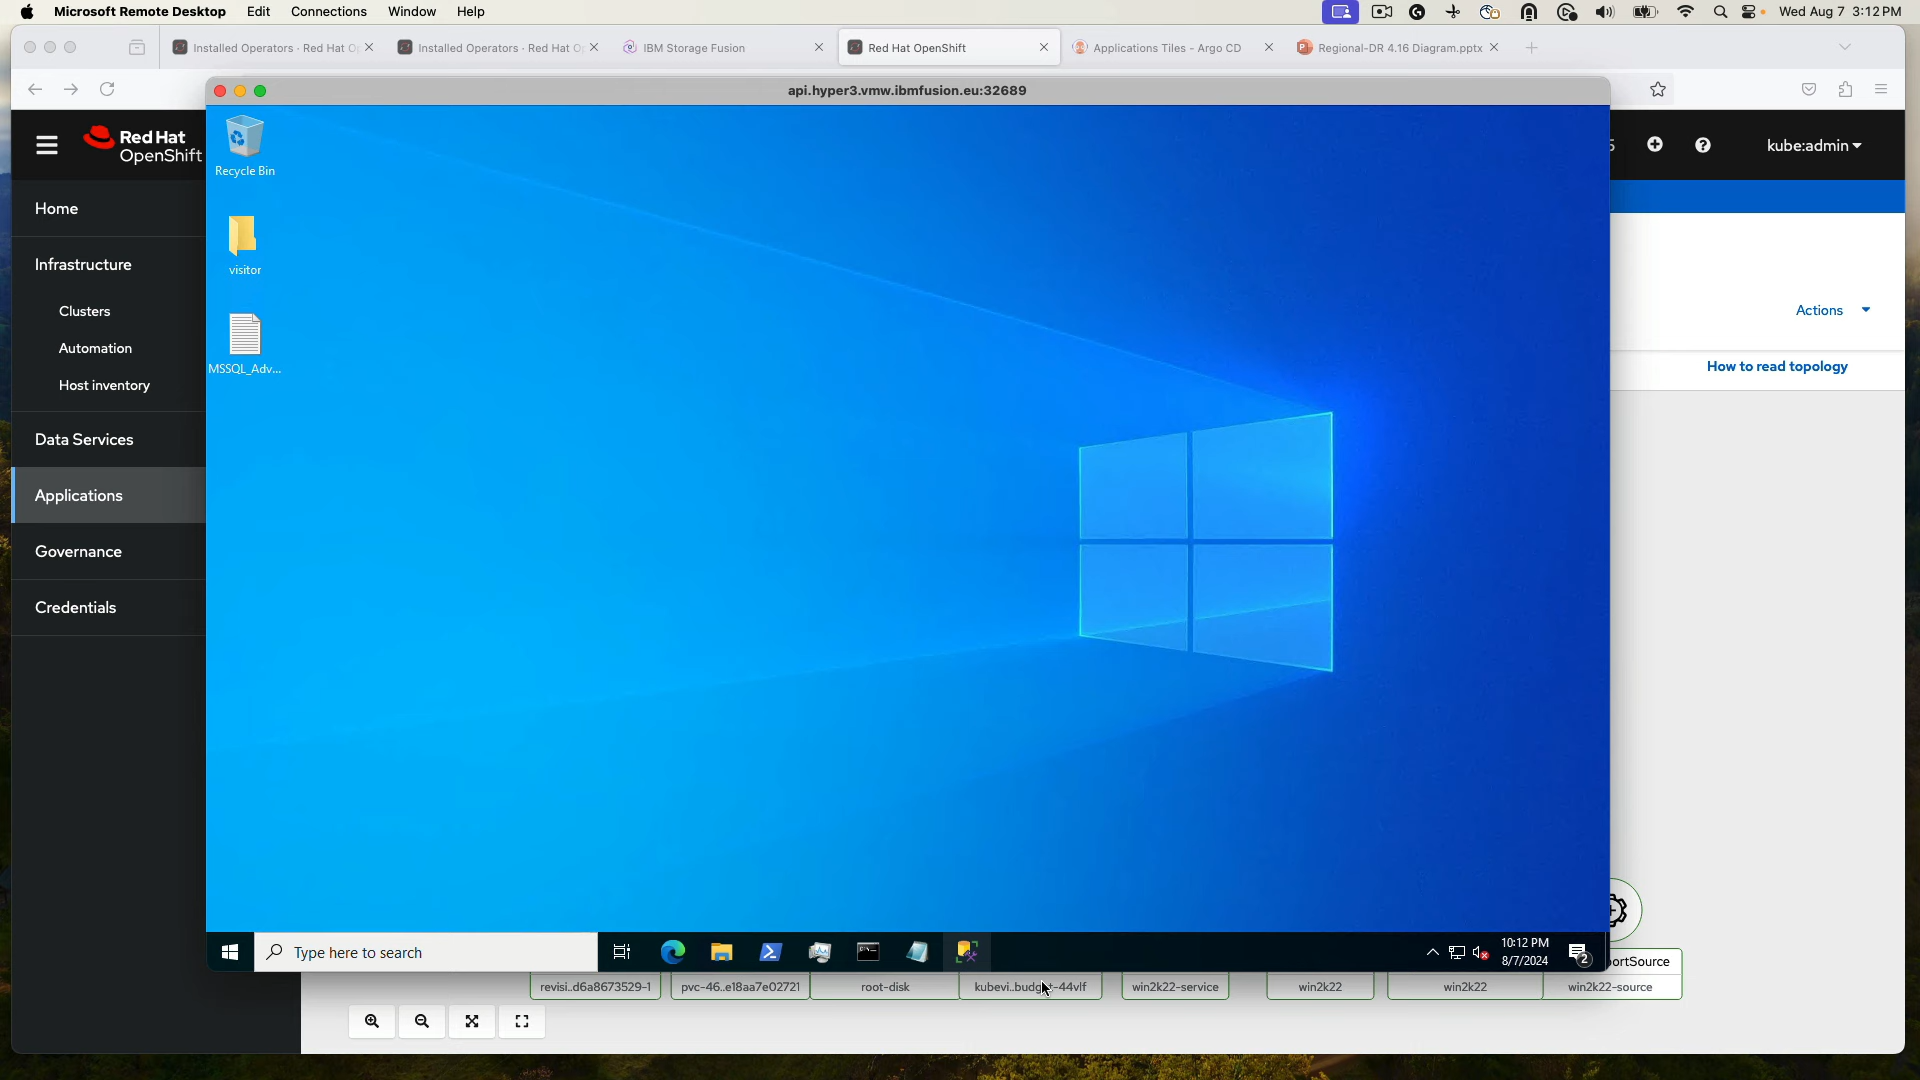 Microsoft Remote Desktop Edit Connections Window Help Wed Aug 7 3:12 PM
Installed Operators · Red Hat O
Installed Operators · Red Hat O
IBM Storage Fusion
Red Hat OpenShift
Applications Tiles - Argo CD
Regional-DR 4.16 Diagram.pptx
api.hyper3.vmw.ibmfusion.eu:32689
Red Hat
OpenShift
kube:admin
Home
Infrastructure
Clusters
Automation
Host inventory
Data Services
Applications
Governance
Credentials
Recycle Bin
visitor
MSSQL_Adv...
Actions
How to read topology
Type here to search
10:12 PM
8/7/2024
2
ortSource
revisi..d6a8673529-1
pvc-46..e18aa7e02721
root-disk
win2k22-service
win2k22
win2k22
win2k22-source